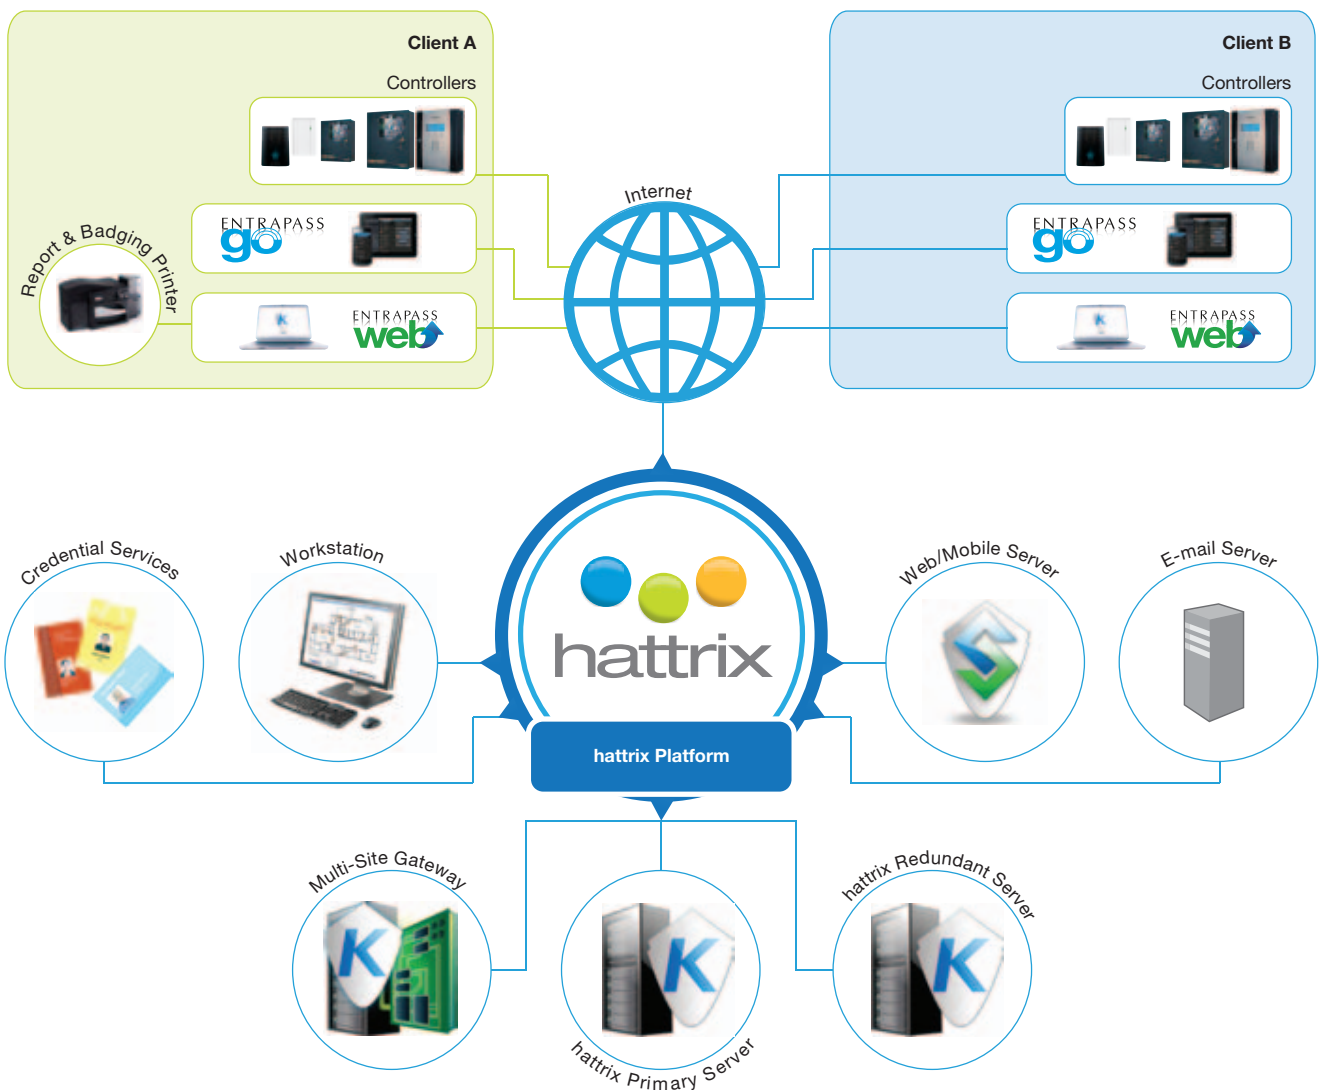 Client A
Controllers
ENTRAPASS
go
Report & Badging Printer
ENTRAPASS
web
Internet
Client B
Controllers
ENTRAPASS
go
ENTRAPASS
web
Credential Services
Workstation
hattrix
hattrix Platform
Web/Mobile Server
E-mail Server
Multi-Site Gateway
K
hattrix Primary Server
K
hattrix Redundant Server
K